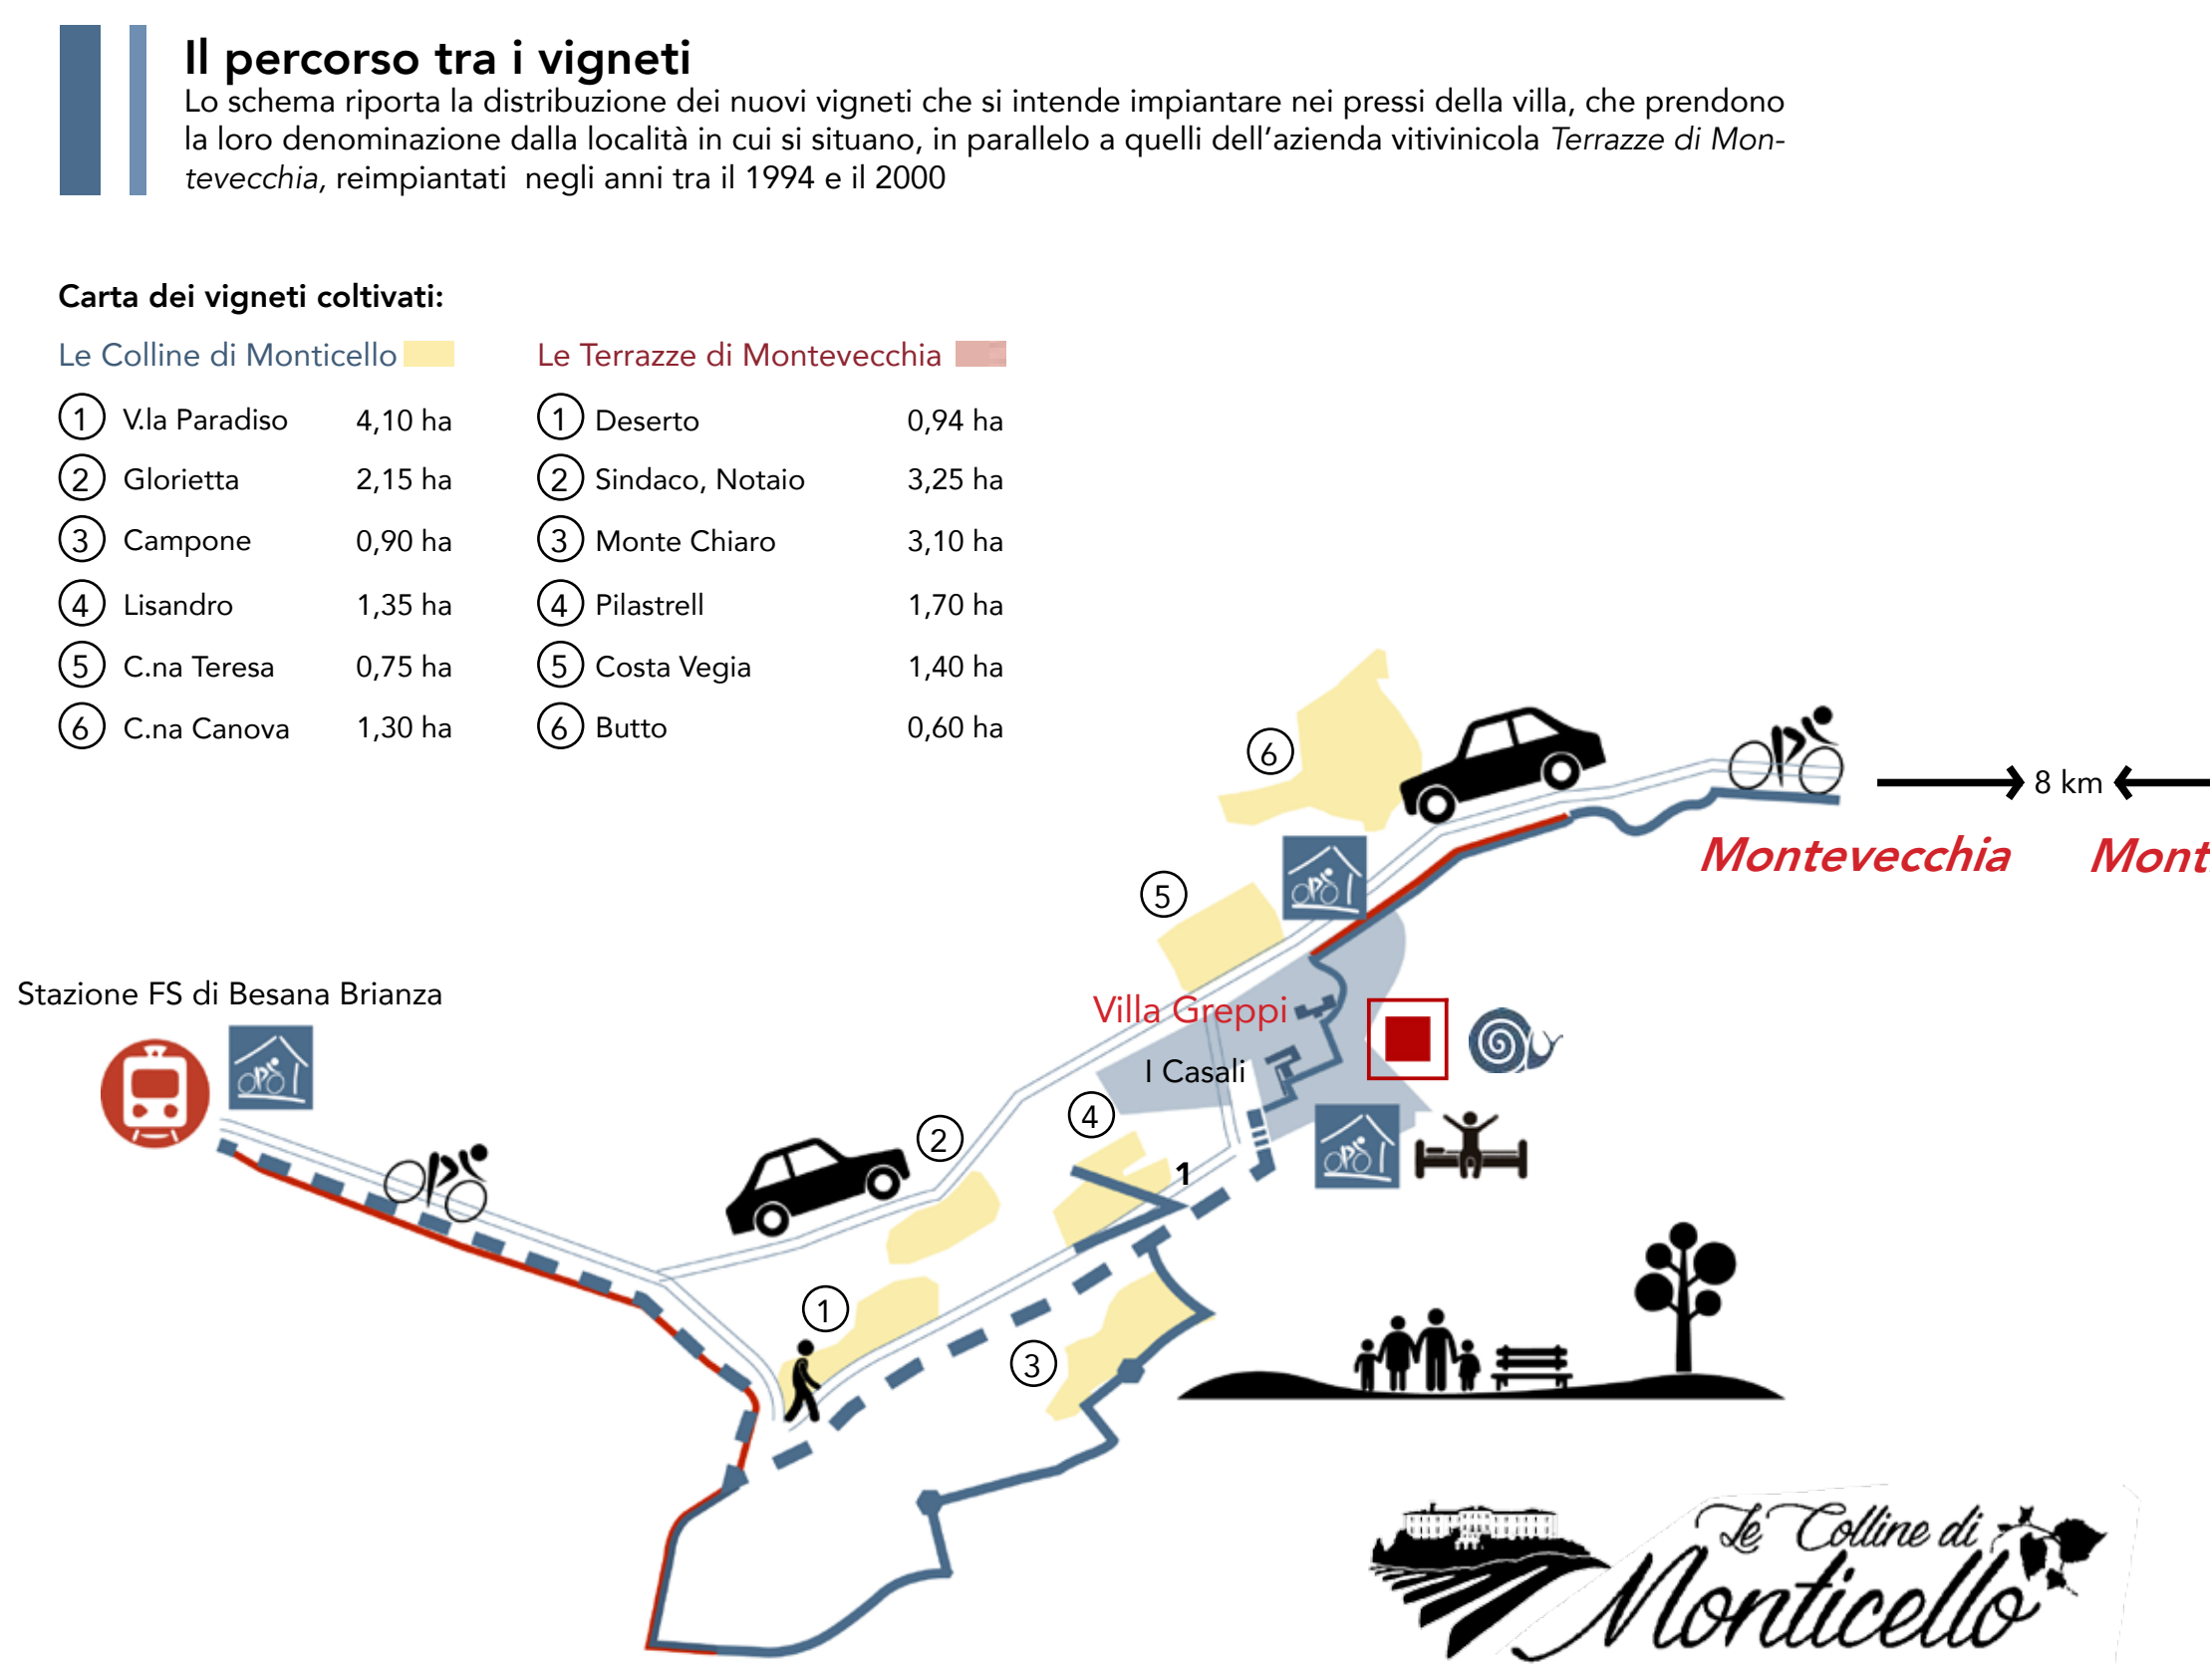 Il percorso tra i vigneti
Lo schema riporta la distribuzione dei nuovi vigneti che si intende impiantare nei pressi della villa, che prendono
la loro denominazione dalla località in cui si situano, in parallelo a quelli dell'azienda vitivinicola Terrazze di Mon-
tevecchia, reimpiantati negli anni tra il 1994 e il 2000
Carta dei vigneti coltivati:
Le Colline di Monticello
1 V.la Paradiso 4,10 ha
2 Glorietta 2,15 ha
3 Campone 0,90 ha
4 Lisandro 1,35 ha
5 C.na Teresa 0,75 ha
6 C.na Canova 1,30 ha
Le Terrazze di Montevecchia
1 Deserto 0,94 ha
2 Sindaco, Notaio 3,25 ha
3 Monte Chiaro 3,10 ha
4 Pilastrell 1,70 ha
5 Costa Vegia 1,40 ha
6 Butto 0,60 ha
6
8 km
Montevecchia Mont
5
Stazione FS di Besana Brianza
Villa Greppi
I Casali
4
2
1
1
3
Le Colline di
Monticello